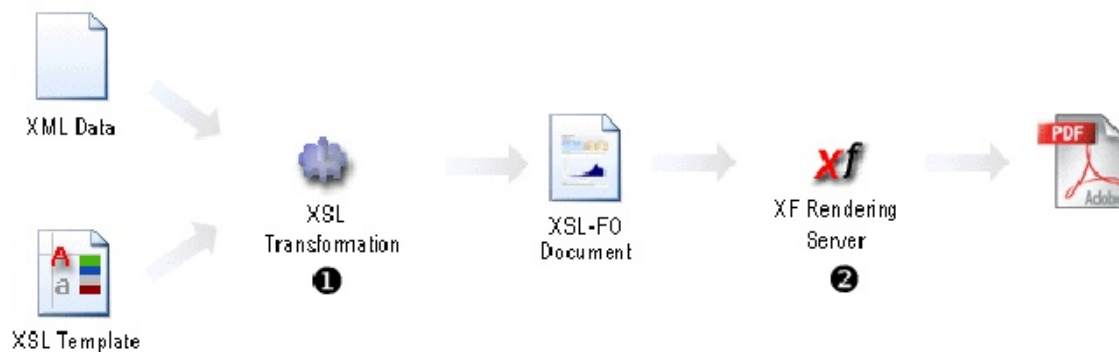 XML Data
XSL
Transformation
❶
XSL Template
A
a
XSL-FO
Document
xf
XF Rendering
Server
❷
PDF
Adobe